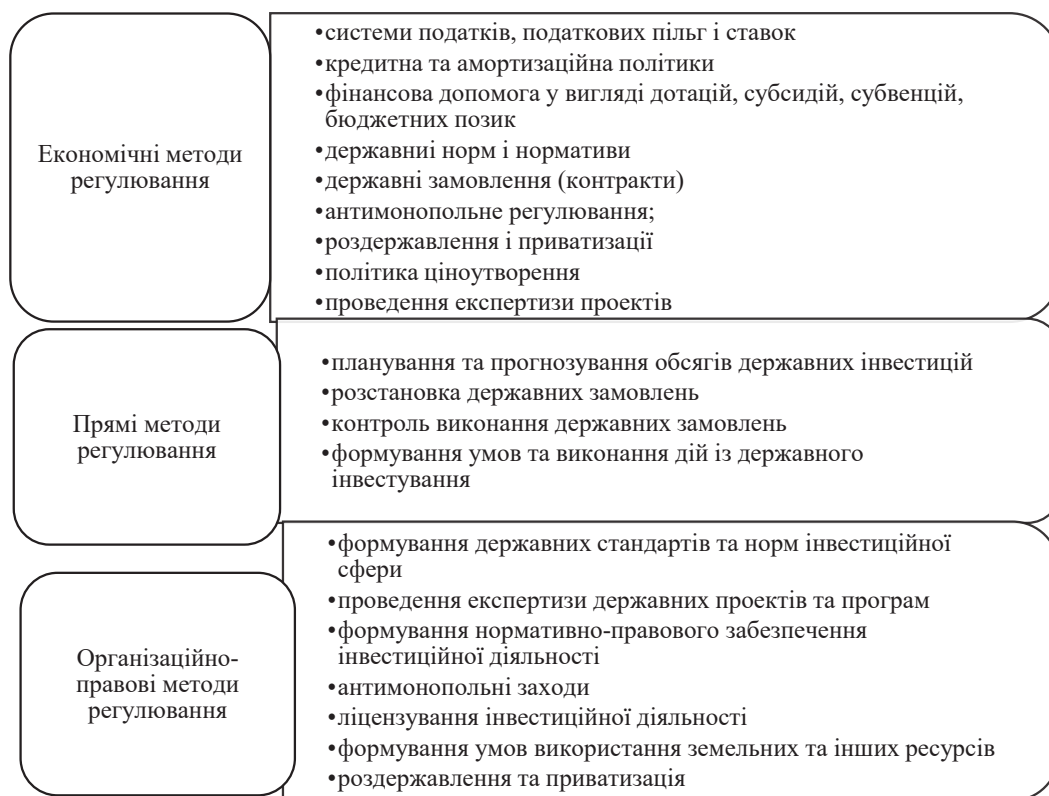 Економічні методи
регулювання
•системи податків, податкових пільг і ставок
•кредитна та амортизаційна політики
•фінансова допомога у вигляді дотацій, субсидій, субвенцій,
бюджетних позик
•державниі норм і нормативи
•державні замовлення (контракти)
•антимонопольне регулювання;
•роздержавлення і приватизації
•політика ціноутворення
•проведення експертизи проектів
Прямі методи
регулювання
•планування та прогнозування обсягів державних інвестицій
•розстановка державних замовлень
•контроль виконання державних замовлень
•формування умов та виконання дій із державного
інвестування
Організаційно-
правові методи
регулювання
•формування державних стандартів та норм інвестиційної
сфери
•проведення експертизи державних проектів та програм
•формування нормативно-правового забезпечення
інвестиційної діяльності
•антимонопольні заходи
•ліцензування інвестиційної діяльності
•формування умов використання земельних та інших ресурсів
•роздержавлення та приватизація